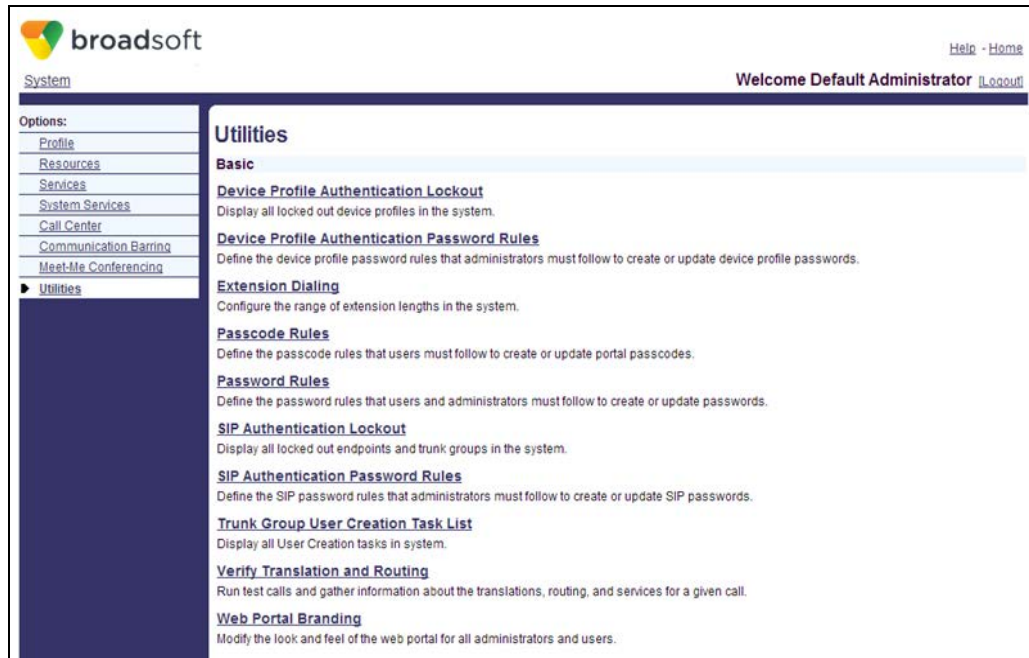 broadsoft
Help - Home
System
Welcome Default Administrator [Logout]
Options:
Profile
Resources
Services
System Services
Call Center
Communication Barring
Meet-Me Conferencing
Utilities
Utilities
Basic
Device Profile Authentication Lockout
Display all locked out device profiles in the system.
Device Profile Authentication Password Rules
Define the device profile password rules that administrators must follow to create or update device profile passwords.
Extension Dialing
Configure the range of extension lengths in the system.
Passcode Rules
Define the passcode rules that users must follow to create or update portal passcodes.
Password Rules
Define the password rules that users and administrators must follow to create or update passwords.
SIP Authentication Lockout
Display all locked out endpoints and trunk groups in the system.
SIP Authentication Password Rules
Define the SIP password rules that administrators must follow to create or update SIP passwords.
Trunk Group User Creation Task List
Display all User Creation tasks in system.
Verify Translation and Routing
Run test calls and gather information about the translations, routing, and services for a given call.
Web Portal Branding
Modify the look and feel of the web portal for all administrators and users.